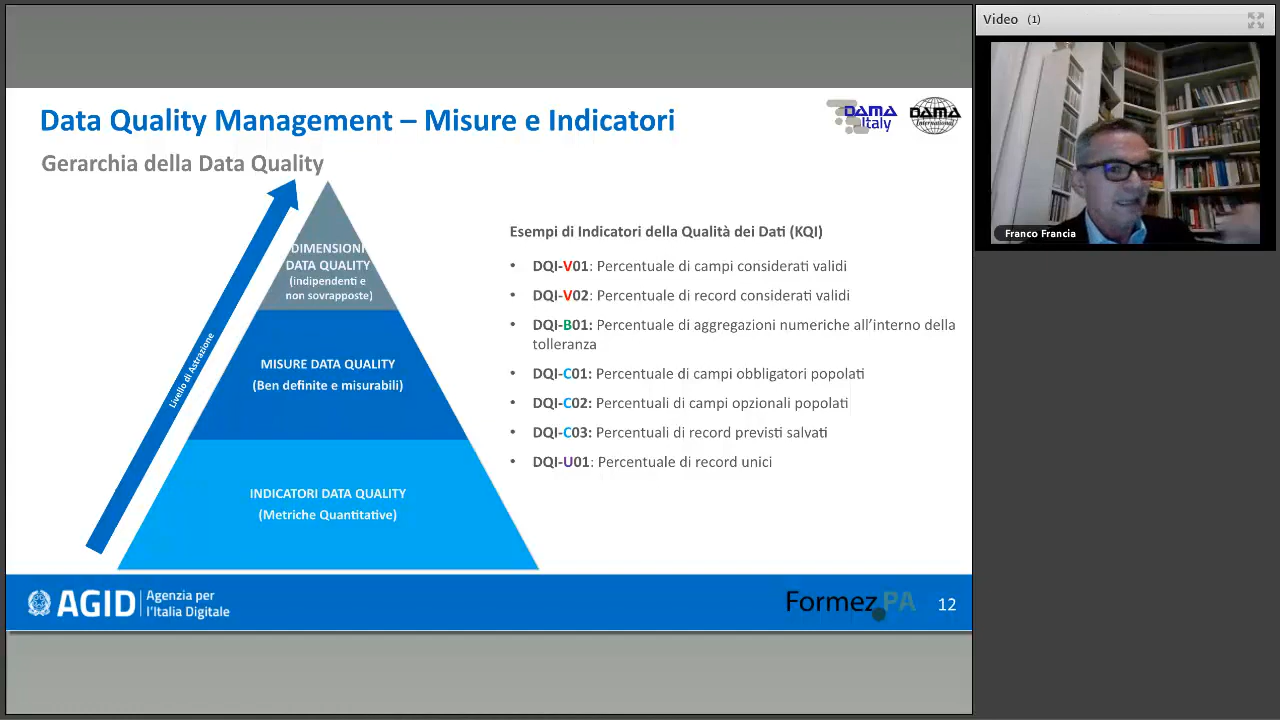 Video (1)
Franco Francia
Data Quality Management – Misure e Indicatori
DAMA
Italy
DAMA
International
Gerarchia della Data Quality
Livello di Astrazione
DIMENSIONI
DATA QUALITY
(indipendenti e
non sovrapposte)
MISURE DATA QUALITY
(Ben definite e misurabili)
INDICATORI DATA QUALITY
(Metriche Quantitative)
Esempi di Indicatori della Qualità dei Dati (KQI)
• DQI-V01: Percentuale di campi considerati validi
• DQI-V02: Percentuale di record considerati validi
• DQI-B01: Percentuale di aggregazioni numeriche all’interno della
tolleranza
• DQI-C01: Percentuale di campi obbligatori popolati
• DQI-C02: Percentuali di campi opzionali popolati
• DQI-C03: Percentuali di record previsti salvati
• DQI-U01: Percentuale di record unici
AGID
Agenzia per
l’Italia Digitale
Formez PA
12